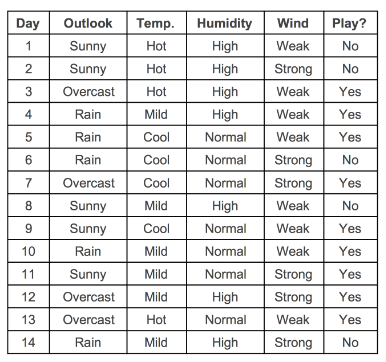 Day Outlook Temp. Humidity Wind Play?
1 Sunny Hot High Weak No
2 Sunny Hot High Strong No
3 Overcast Hot High Weak Yes
4 Rain Mild High Weak Yes
5 Rain Cool Normal Weak Yes
6 Rain Cool Normal Strong No
7 Overcast Cool Normal Strong Yes
8 Sunny Mild High Weak No
9 Sunny Cool Normal Weak Yes
10 Rain Mild Normal Weak Yes
11 Sunny Mild Normal Strong Yes
12 Overcast Mild High Strong Yes
13 Overcast Hot Normal Weak Yes
14 Rain Mild High Strong No